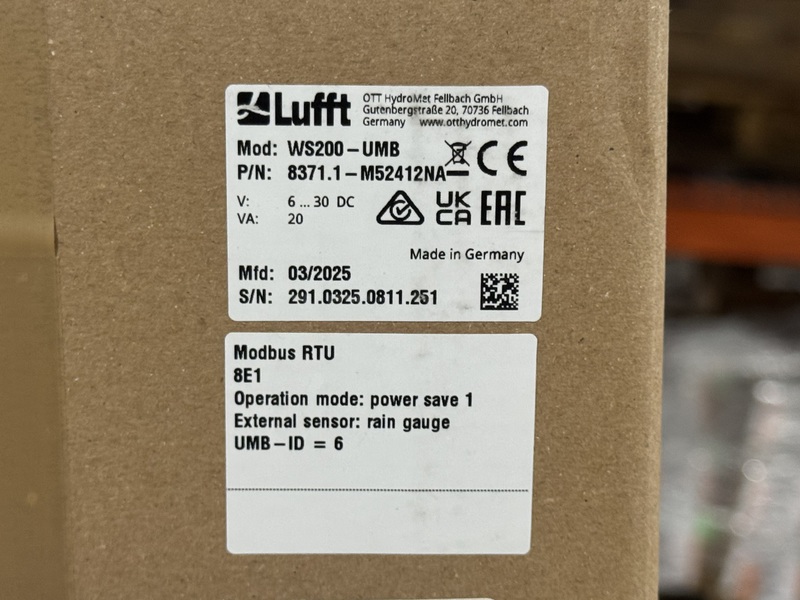 Lufft
OTT HydroMet Fellbach GmbH
Gutenbergstraße 20, 70736 Fellbach
Germany www.otthydromet.com
Mod: WS200-UMB
P/N: 8371.1-M52412NA
CE
V: 6 ... 30 DC
VA: 20
UK
CA
EAC
Made in Germany
Mfd: 03/2025
S/N: 291.0325.0811.251
Modbus RTU
8E1
Operation mode: power save 1
External sensor: rain gauge
UMB-ID = 6